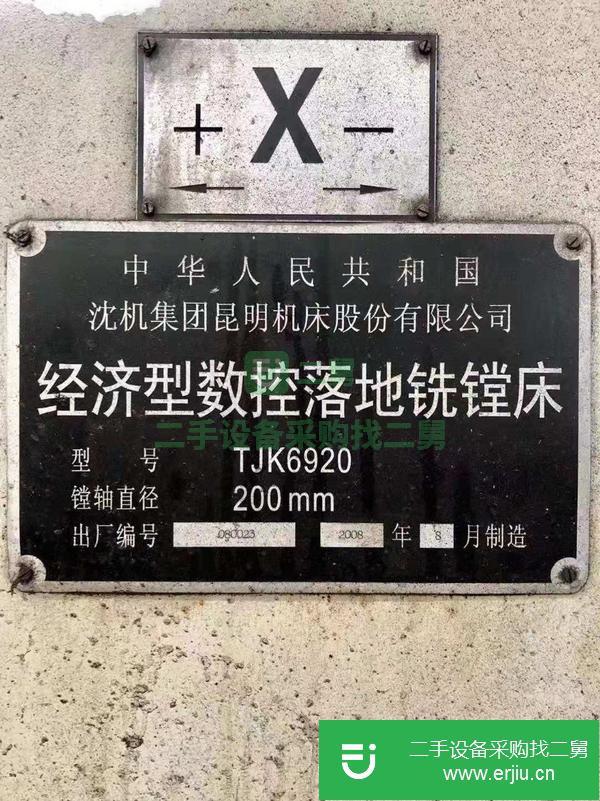 + X −
中华人民共和国
沈机集团昆明机床股份有限公司
经济型数控落地铣镗床
二手设备采购找二舅
型 号 TJK6920
镗轴直径 200mm
出厂编号 080023 2008 年 8 月制造
二手设备采购找二舅
www.erjiu.cn